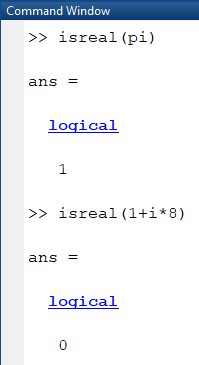 Command Window
>> isreal(pi)
ans =
logical
1
>> isreal(1+i*8)
ans =
logical
0